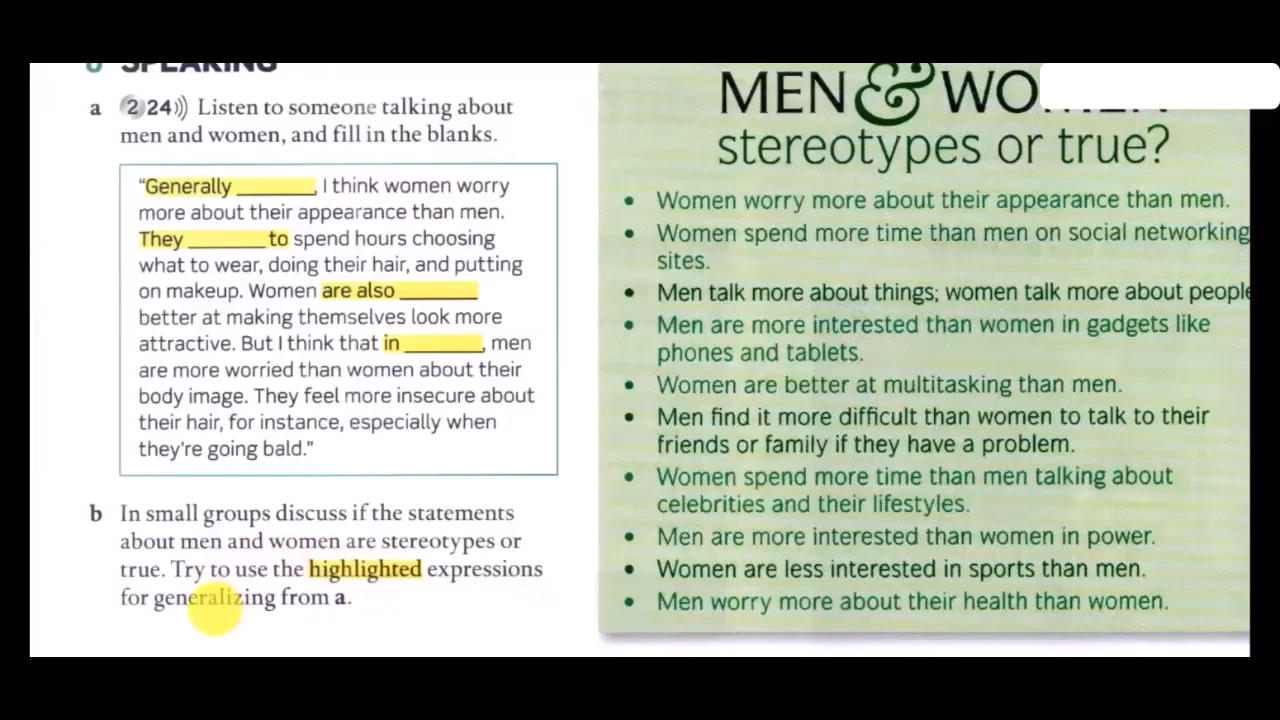 6 SPEAKING
a 2 24))) Listen to someone talking about
men and women, and fill in the blanks.
"Generally ________, I think women worry
more about their appearance than men.
They ________ to spend hours choosing
what to wear, doing their hair, and putting
on makeup. Women are also ________
better at making themselves look more
attractive. But I think that in ________, men
are more worried than women about their
body image. They feel more insecure about
their hair, for instance, especially when
they're going bald."
b In small groups discuss if the statements
about men and women are stereotypes or
true. Try to use the highlighted expressions
for generalizing from a.
MEN & WOMEN
stereotypes or true?
• Women worry more about their appearance than men.
• Women spend more time than men on social networking
sites.
• Men talk more about things; women talk more about people
• Men are more interested than women in gadgets like
phones and tablets.
• Women are better at multitasking than men.
• Men find it more difficult than women to talk to their
friends or family if they have a problem.
• Women spend more time than men talking about
celebrities and their lifestyles.
• Men are more interested than women in power.
• Women are less interested in sports than men.
• Men worry more about their health than women.